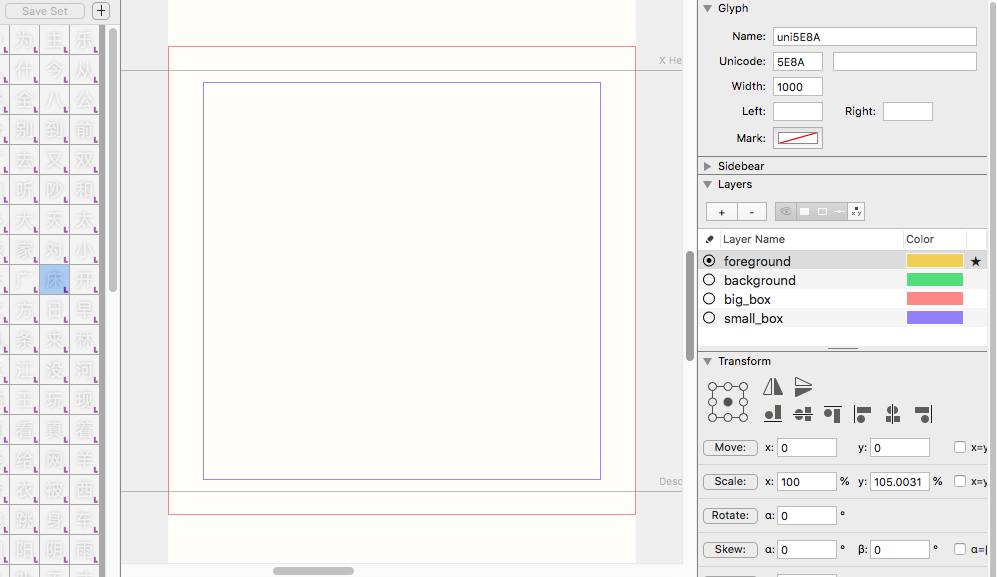 Save Set +
为 主 乐
什 今 从
全 八 公
别 到 前
去 又 双
听 吵 和
大 天 太
家 对 小
广 床 开
方 日 早
条 来 林
江 没 河
王 玩 现
看 真 着
给 网 羊
衣 被 西
跳 身 车
阳 阴 雨
X He
Desc
Glyph
Name: uni5E8A
Unicode: 5E8A
Width: 1000
Left: Right:
Mark:
Sidebear
Layers
+ -
x y
Layer Name Color
foreground ★
background
big_box
small_box
Transform
Move: x: 0 y: 0 x=y
Scale: x: 100 % y: 105.0031 % x=y
Rotate: α: 0 °
Skew: α: 0 ° β: 0 ° α=